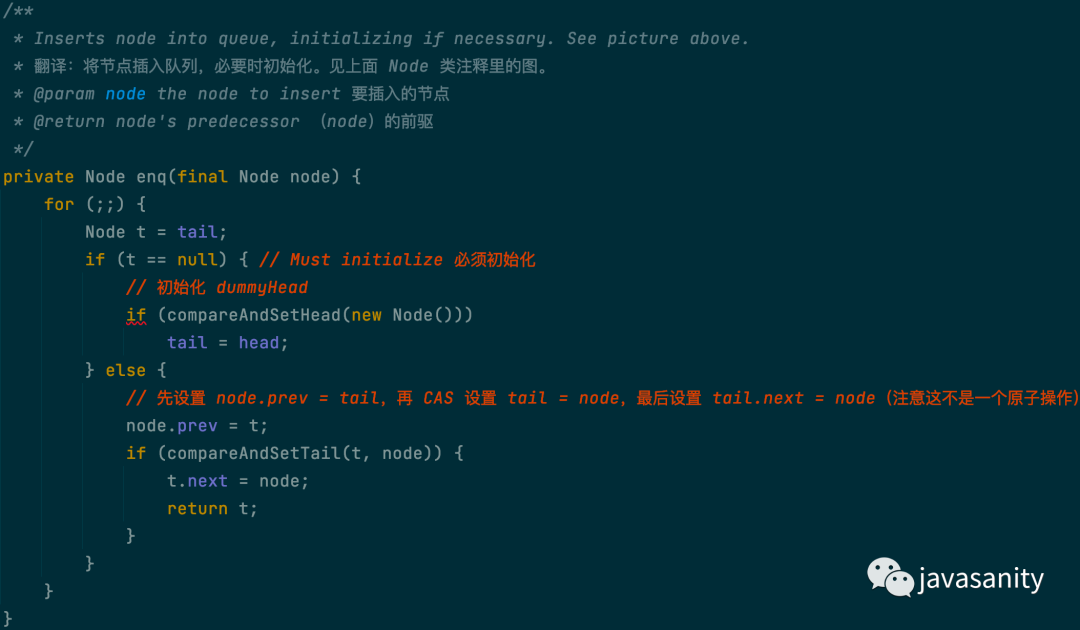 /**
 * Inserts node into queue, initializing if necessary. See picture above.
 * 翻译：将节点插入队列，必要时初始化。见上面 Node 类注释里的图。
 * @param node the node to insert 要插入的节点
 * @return node's predecessor （node）的前驱
 */
private Node enq(final Node node) {
    for (;;) {
        Node t = tail;
        if (t == null) { // Must initialize 必须初始化
            // 初始化 dummyHead
            if (compareAndSetHead(new Node()))
                tail = head;
        } else {
            // 先设置 node.prev = tail，再 CAS 设置 tail = node，最后设置 tail.next = node（注意这不是一个原子操作）
            node.prev = t;
            if (compareAndSetTail(t, node)) {
                t.next = node;
                return t;
            }
        }
    }
}
javasanity